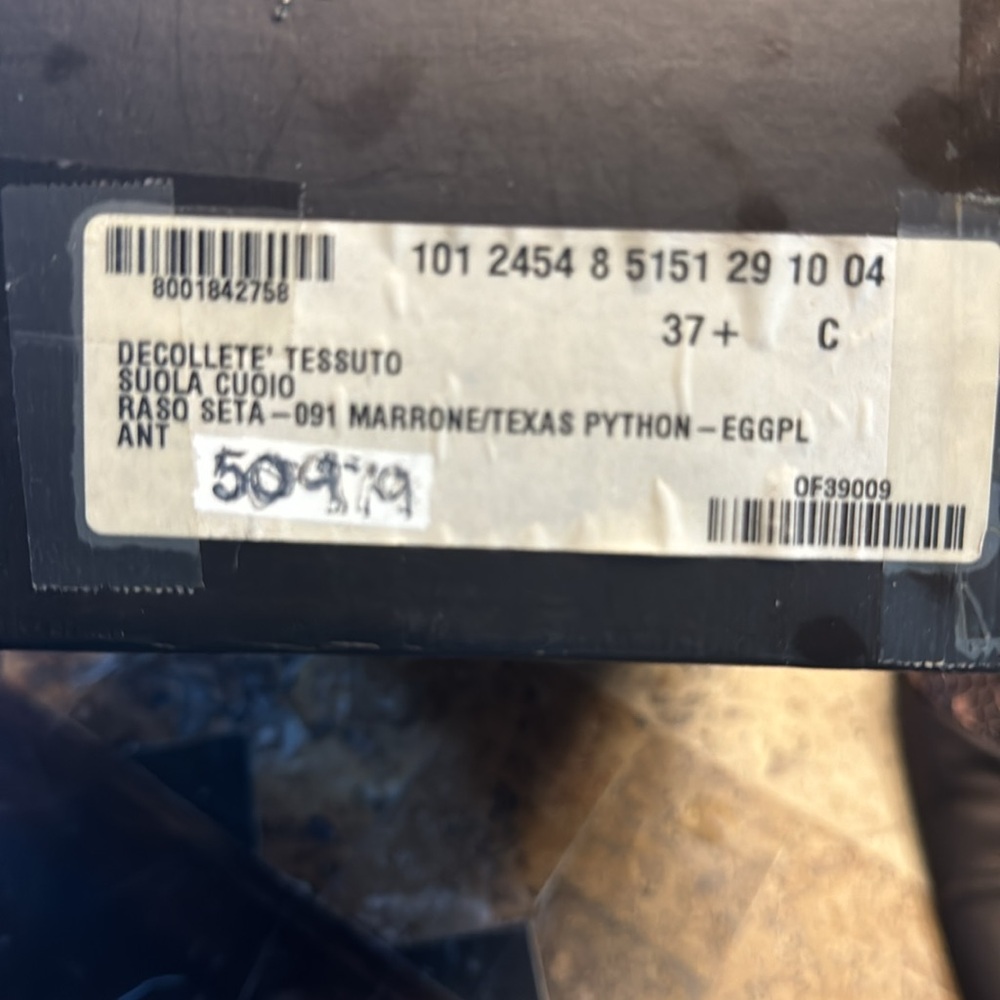 101 2454 8 5151 29 10 04
8001842758
37+ C
DECOLLETE' TESSUTO
SUOLA CUOIO
RASO SETA-091 MARRONE/TEXAS PYTHON-EGGPL
ANT
OF39009